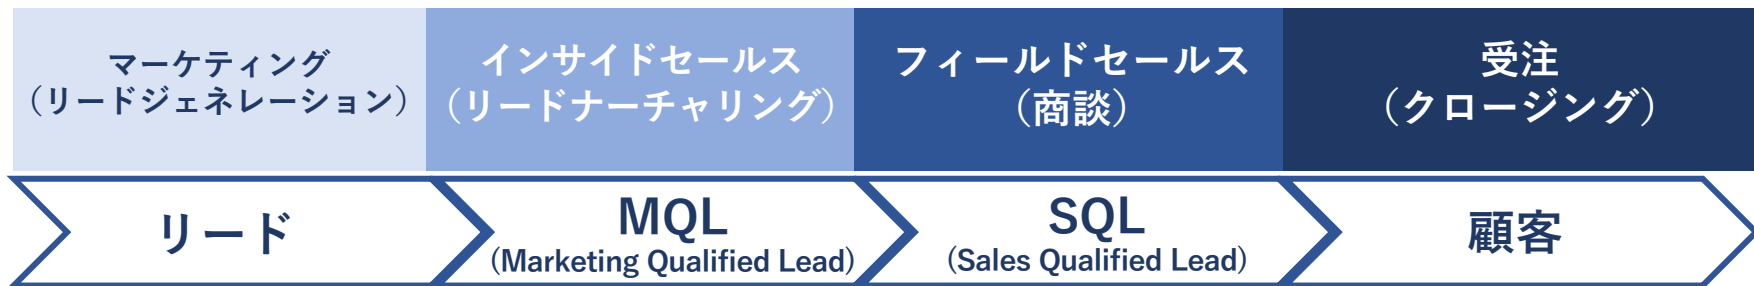 マーケティング
（リードジェネレーション）
インサイドセールス
（リードナーチャリング）
フィールドセールス
（商談）
受注
（クロージング）
リード
MQL
(Marketing Qualified Lead)
SQL
(Sales Qualified Lead)
顧客